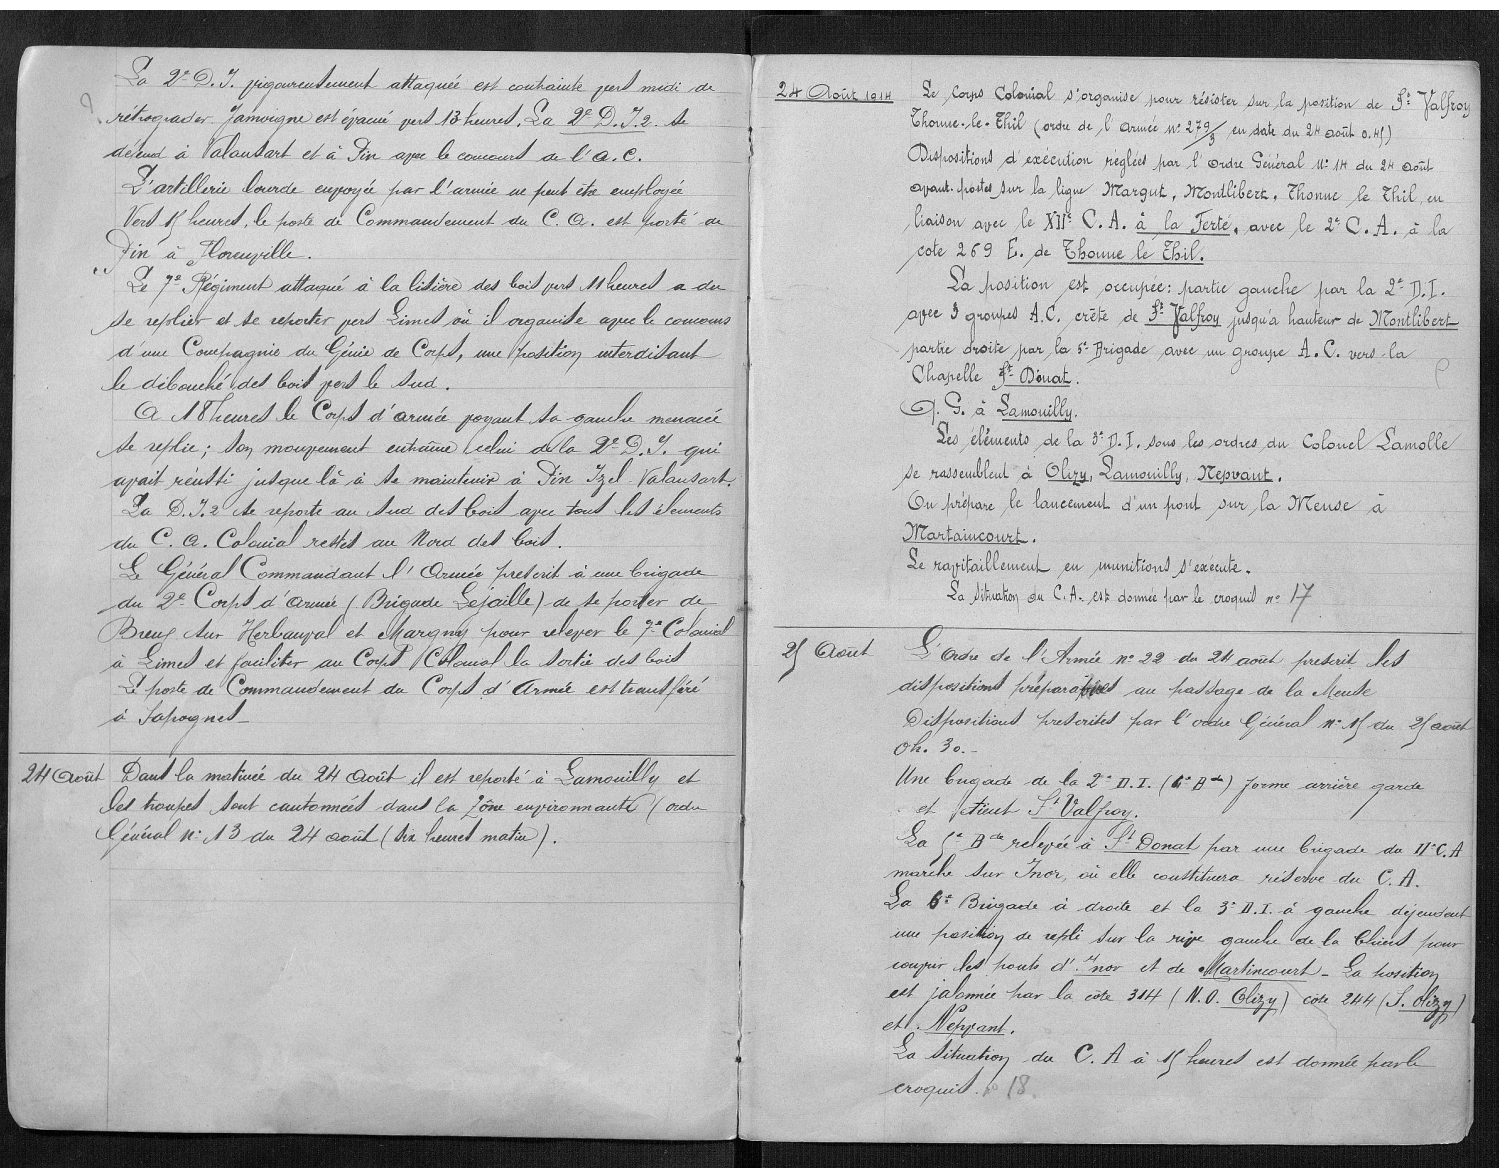 La 2e D.I. vigoureusement attaquée est contrainte vers midi de
rétrograder Jamoigne est évacué vers 13 heures. La 2e D.I.2. se
défend à Valansart et à Pin avec le concours de l'A.C.
L'artillerie lourde envoyée par l'armée ne peut être employée
Vers 15 heures, le poste de Commandement du C.A. est porté de
Pin à Florenville.
Le 7e Régiment attaqué à la lisière des bois vers 11 heures a du
se replier et se reporter vers Limes où il organise avec le concours
d'une Compagnie du Génie de Corps, une position interdisant
le débouché des bois vers le Sud.
A 18 heures le Corps d'armée voyant sa gauche menacée
se replie; son mouvement entraîne celui de la 2e D.I. qui
avait réussi jusque là à se maintenir à Pin Izel Valansart.
La D.I.2 se reporte au Sud des bois avec tous les éléments
du C.A. Colonial restés au Nord des bois.
Le Général Commandant l'Armée prescrit à une brigade
du 2e Corps d'armée (Brigade Lejaille) de se porter de
Breux sur Herbeuval et Margny pour relever le 7e Colonial
à Limes et faciliter au Corps Colonial la sortie des bois
Le poste de Commandement du Corps d'Armée est transféré
à Sapognes
24 Août Dans la matinée du 24 Août il est reporté à Lamouilly et
les troupes sont cantonnées dans la zône environnante (ordre
Général n° 13 du 24 août (six heures matin).
24 Août 1914 Le Corps Colonial s'organise pour résister sur la position de St Valfroy
Thonne-le-Thil (ordre de l'Armée n° 279/3 en date du 24 août 0.45)
Dispositions d'exécution réglées par l'ordre Général N° 14 du 24 Août
avant-postes sur la ligne Margut, Montlibert, Thonne le Thil, en
liaison avec le XIIe C.A. à la Ferté, avec le 2e C.A. à la
cote 269 E. de Thonne le Thil.
La position est occupée: partie gauche par la 2e D.I.
avec 3 groupes A.C. crête de St Valfroy jusqu'à hauteur de Montlibert
partie droite par la 5e Brigade avec un groupe A.C. vers la
Chapelle St Donat.
Q.G. à Lamouilly.
Les éléments de la 3e D.I. sous les ordres du Colonel Lamolle
se rassemblent à Olizy, Lamouilly, Nepvant.
On prépare le lancement d'un pont sur la Meuse à
Martaincourt.
Le ravitaillement en munitions s'exécute.
La situation du C.A. est donnée par le croquis n° 17
25 Août L'Ordre de l'Armée n° 22 du 24 août prescrit les
dispositions préparatoires au passage de la Meuse
Dispositions prescrites par l'ordre Général n° 15 du 25 août
0h. 30.-
Une brigade de la 2e D.I. (6e Bde) forme arrière garde
et tient St Valfroy.
La 5e Bde relevée à St Donat par une brigade du 11e C.A
marche sur Inor, où elle constituera réserve du C.A.
La 6e Brigade à droite et la 3e D.I. à gauche défendent
une position de repli sur la rive gauche de la Chiers pour
couvrir les ponts d'Inor et de Martincourt - La position
est jalonnée par la côte 314 (N.O. Olizy) côte 244 (S. Olizy)
et Nepvant.
La situation du C.A à 15 heures est donnée par le
croquis n° 18.